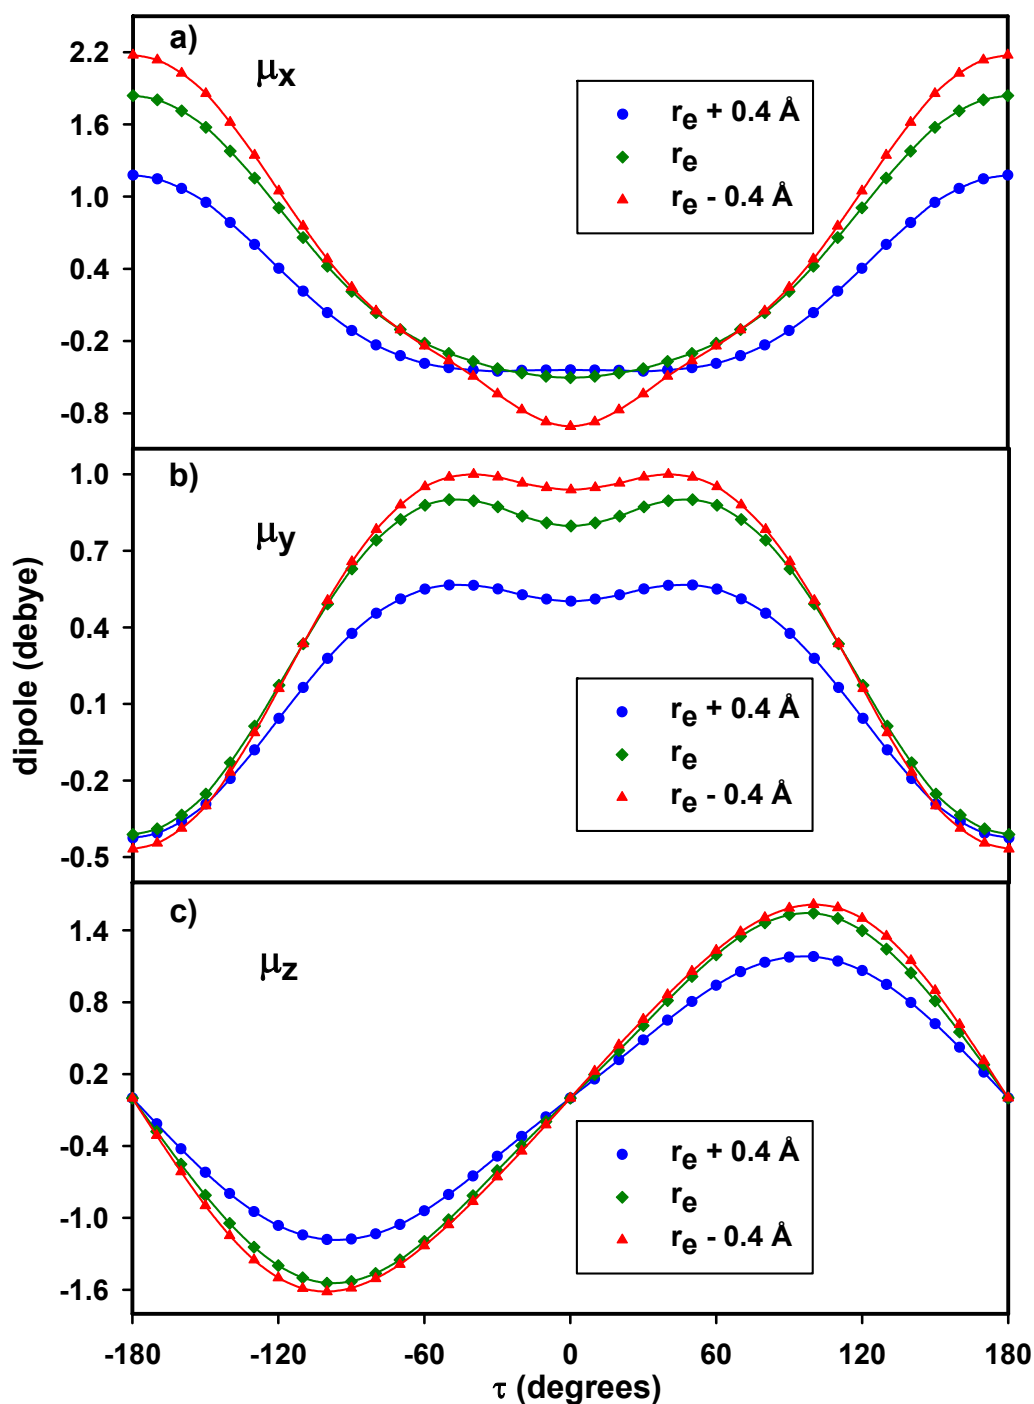 a)
μx
2.2
1.6
1.0
0.4
-0.2
-0.8
re + 0.4 Å
re
re - 0.4 Å
b)
μy
1.0
0.7
0.4
0.1
-0.2
-0.5
re + 0.4 Å
re
re - 0.4 Å
dipole (debye)
c)
μz
1.4
0.8
0.2
-0.4
-1.0
-1.6
re + 0.4 Å
re
re - 0.4 Å
-180 -120 -60 0 60 120 180
τ (degrees)